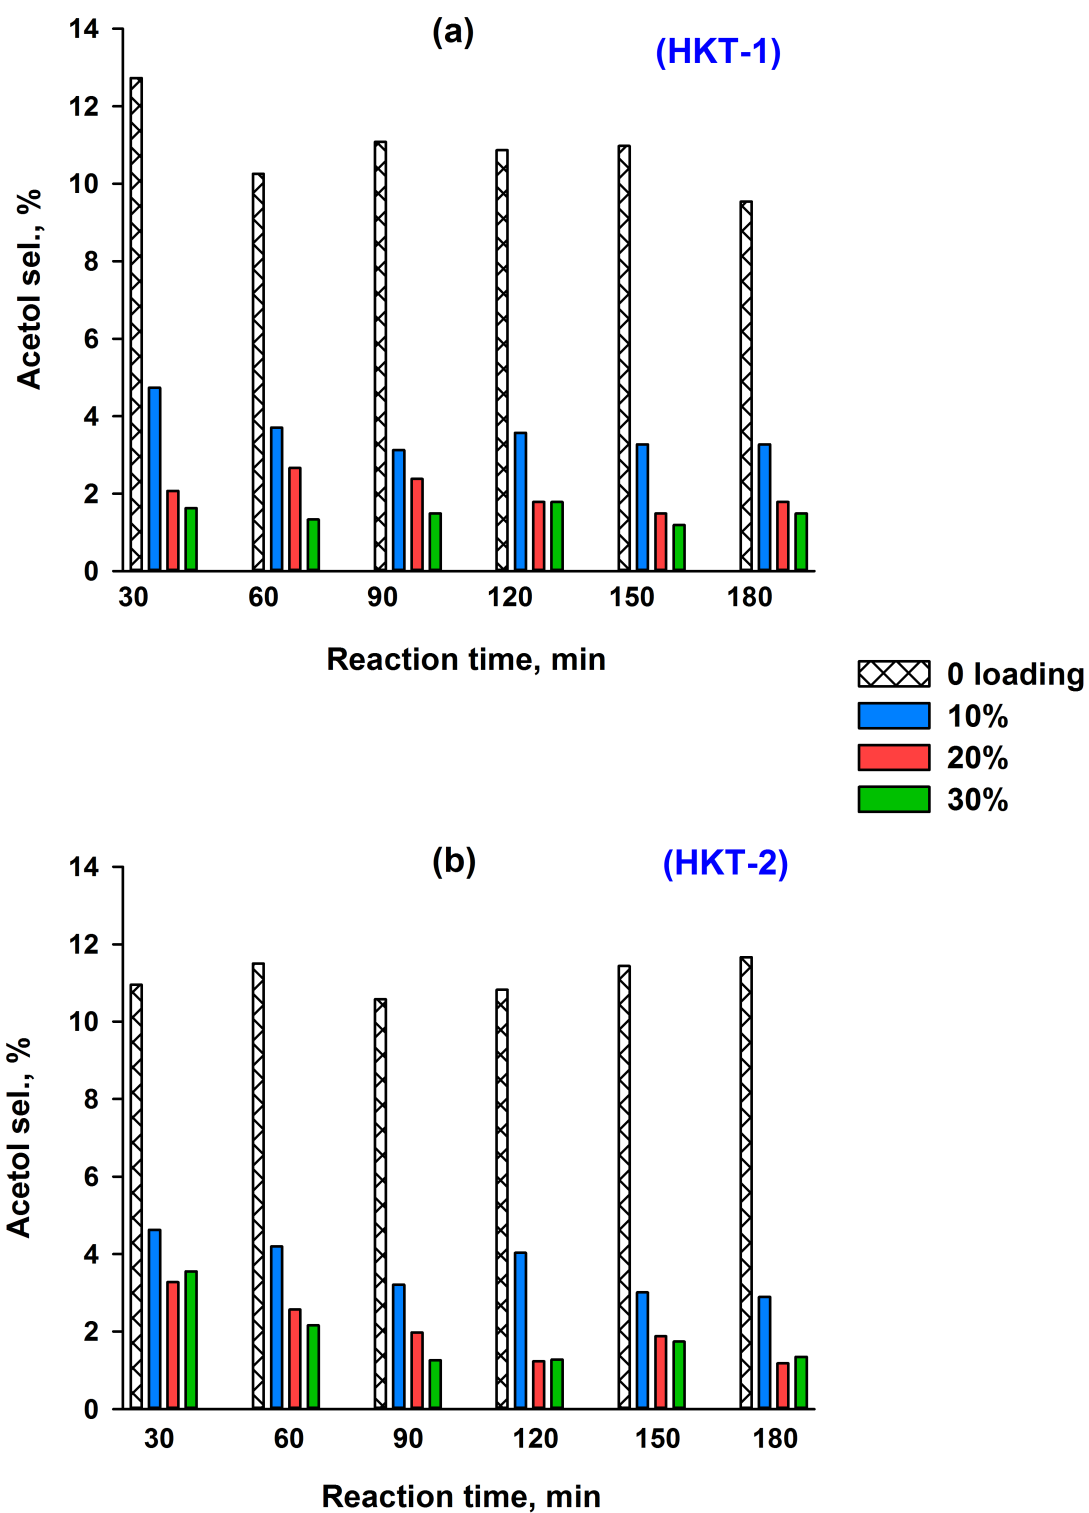 (a)
(HKT-1)
14
12
10
8
6
4
2
0
Acetol sel., %
30 60 90 120 150 180
Reaction time, min
0 loading
10%
20%
30%
(b)
(HKT-2)
14
12
10
8
6
4
2
0
Acetol sel., %
30 60 90 120 150 180
Reaction time, min